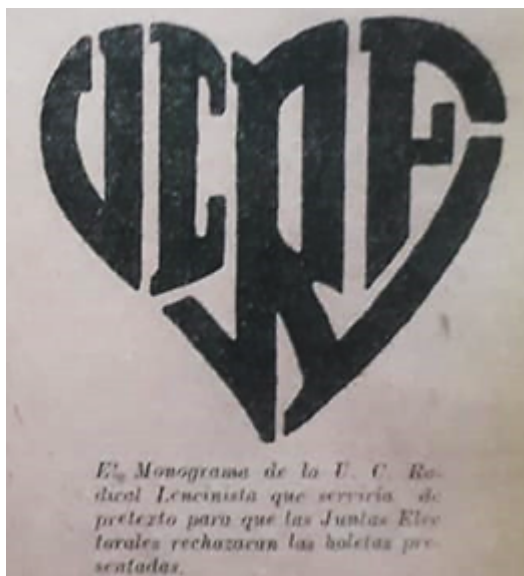 UCRF
El Monograma de la U. C. Ra-
dical Lencinista que serviría de
pretexto para que las Juntas Elec-
torales rechazaran las boletas pre-
sentadas.